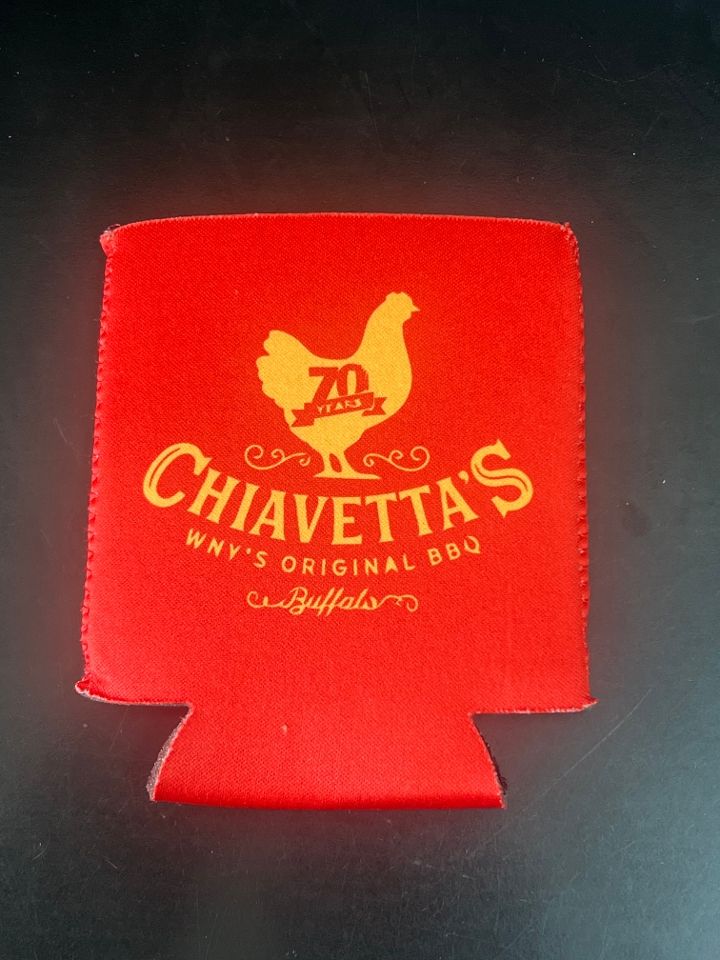 70
YEARS
CHIAVETTA'S
WNY'S ORIGINAL BBQ
Buffalo